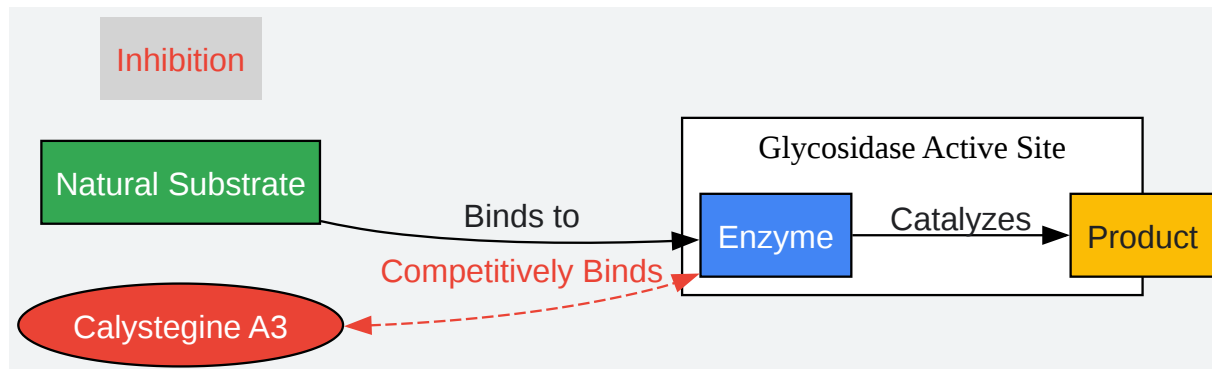 Inhibition
Glycosidase Active Site
Natural Substrate
Binds to
Enzyme
Catalyzes
Product
Competitively Binds
Calystegine A3